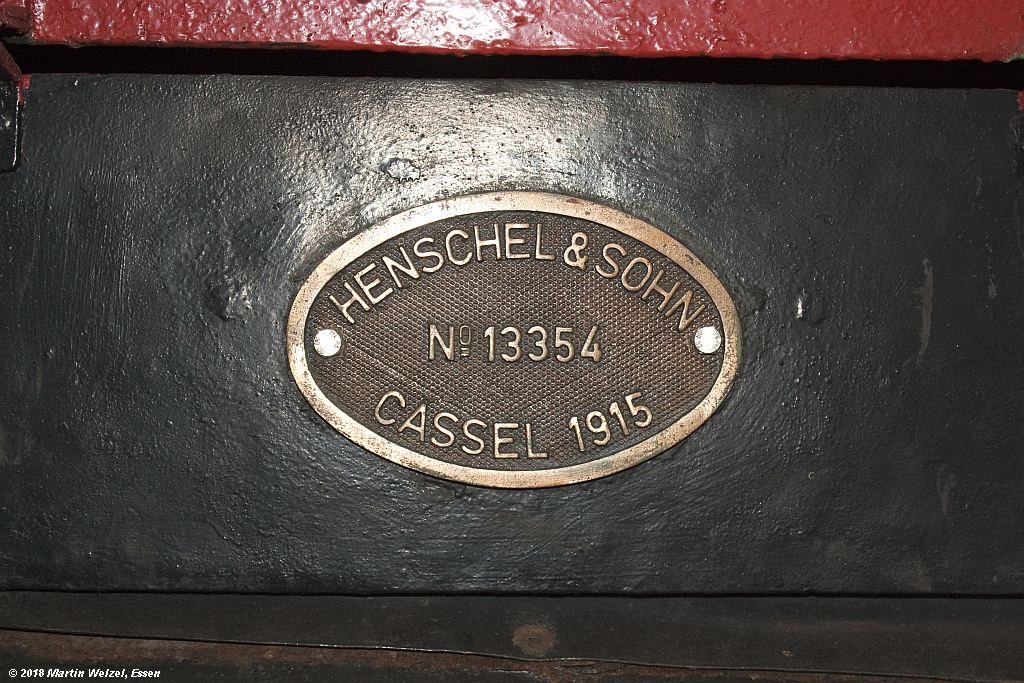 HENSCHEL & SOHN
No 13354
CASSEL 1915
© 2018 Martin Welzel, Essen